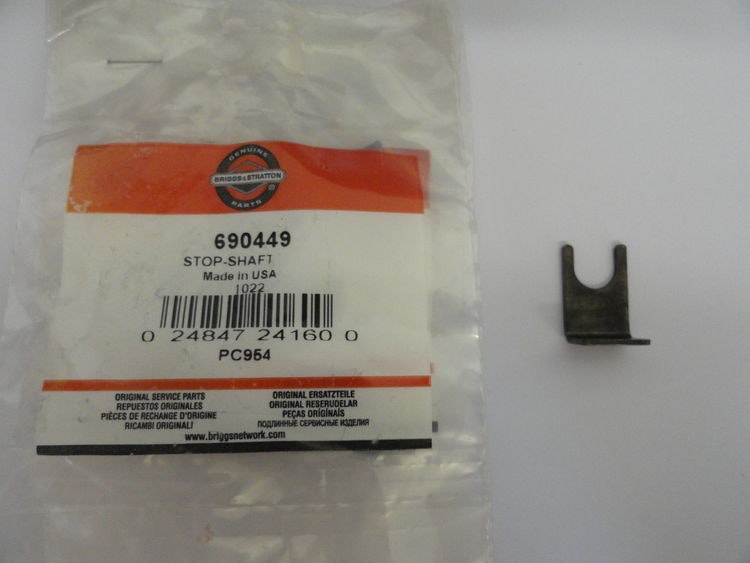 GENUINE
BRIGGS & STRATTON
®
PARTS
690449
STOP-SHAFT
Made in USA
1022
0 24847 24160 0
PC954
ORIGINAL SERVICE PARTS
REPUESTOS ORIGINALES
PIÈCES DE RECHANGE D'ORIGINE
RICAMBI ORIGINALI
ORIGINAL ERSATZTEILE
ORIGINAL RESERUDELAR
PEÇAS ORIGINAIS
ПОДЛИННЫЕ СЕРВИСНЫЕ ИЗДЕЛИЯ
www.briggsnetwork.com